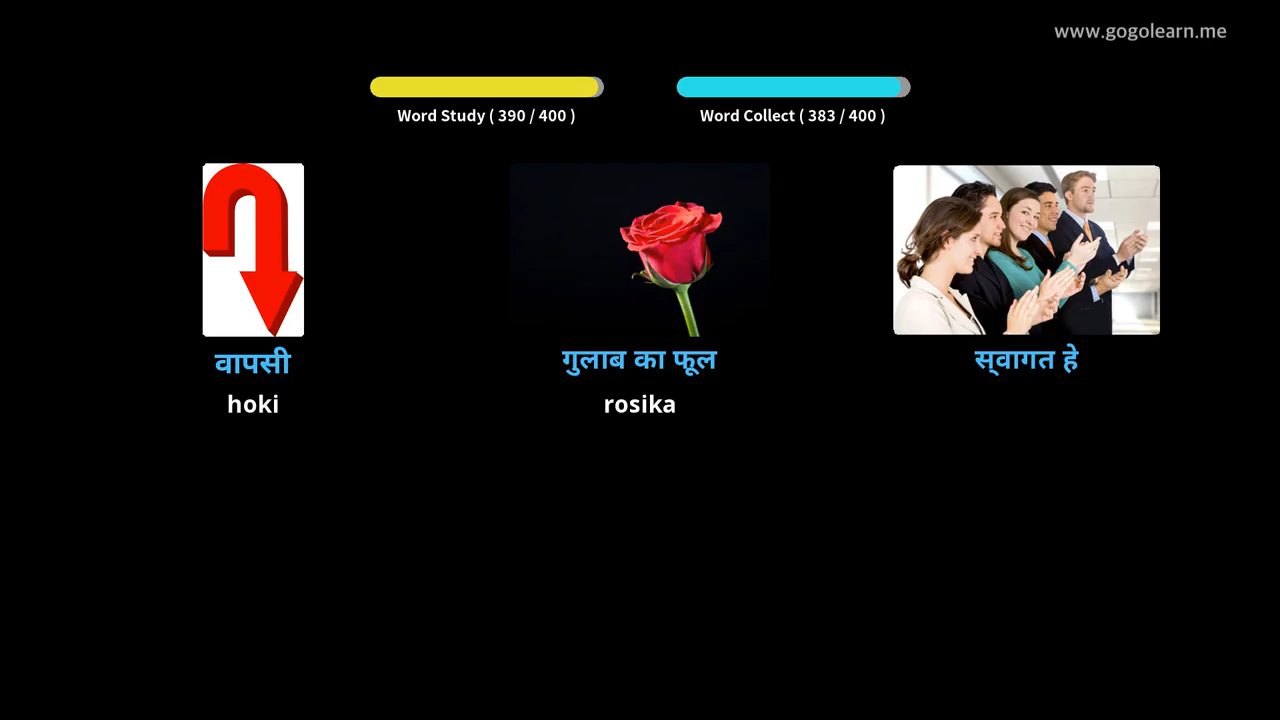 www.gogolearn.me
Word Study ( 390 / 400 )
Word Collect ( 383 / 400 )
वापसी
गुलाब का फूल
स्वागत हे
hoki
rosika